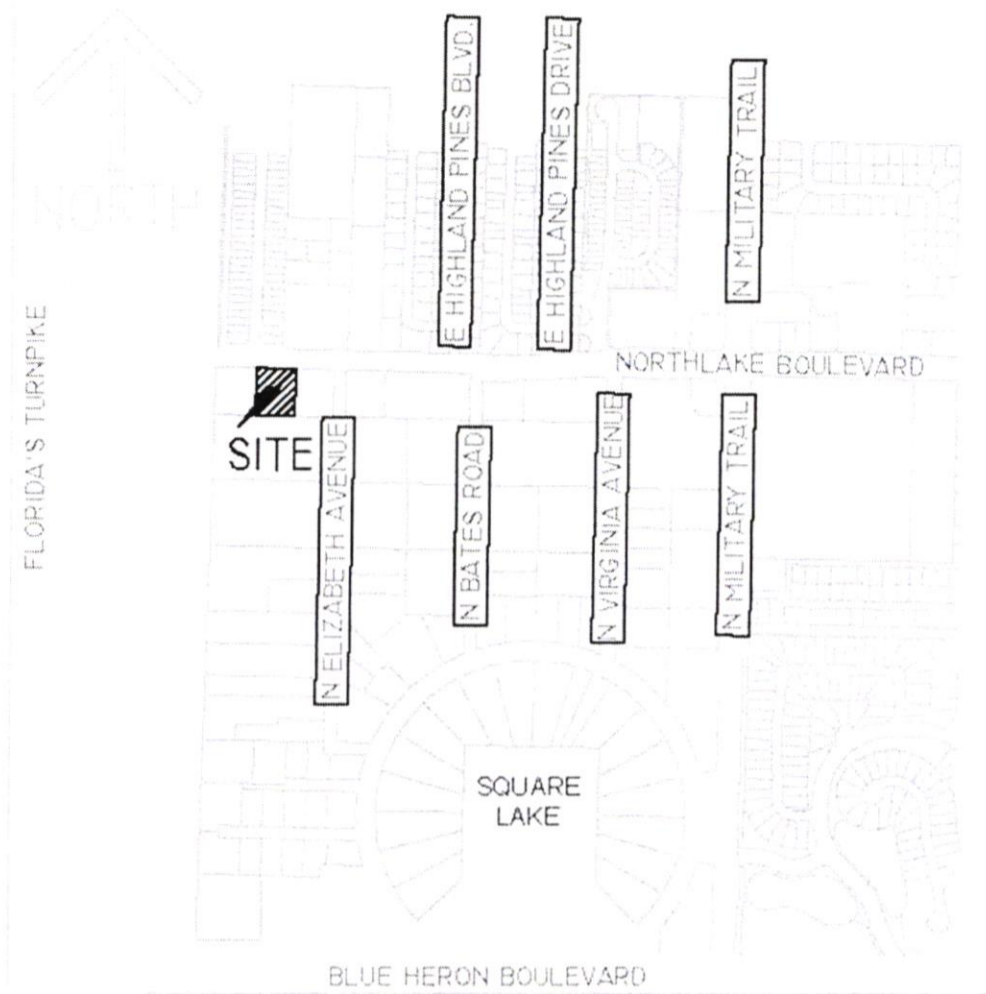 E HIGHLAND PINES BLVD.
E HIGHLAND PINES DRIVE
N MILITARY TRAIL
NORTH
FLORIDA'S TURNPIKE
NORTHLAKE BOULEVARD
SITE
N ELIZABETH AVENUE
N BATES ROAD
N VIRGINIA AVENUE
N MILITARY TRAIL
SQUARE
LAKE
BLUE HERON BOULEVARD